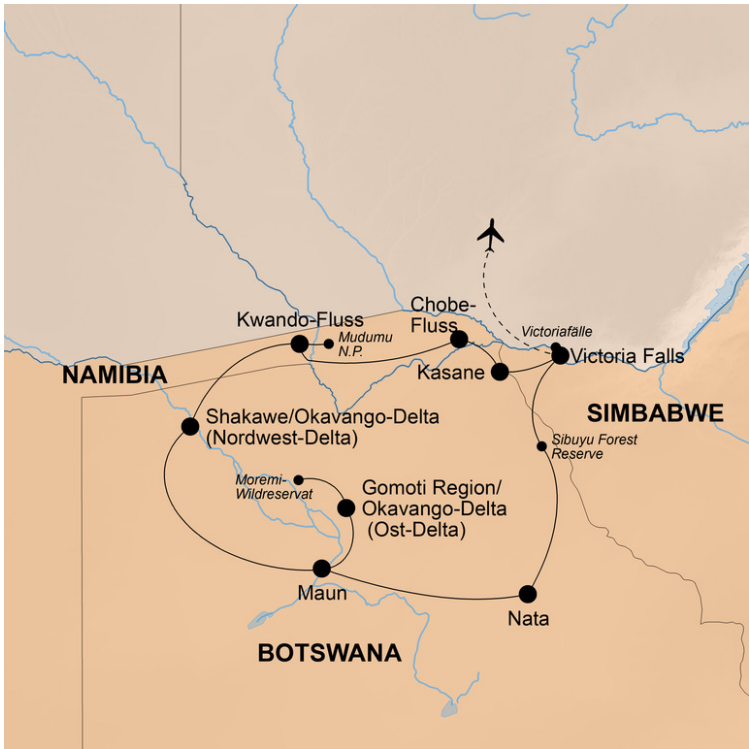 Chobe-
Fluss
Kwando-Fluss
Mudumu
N.P.
Victoriafälle
Victoria Falls
Kasane
NAMIBIA
SIMBABWE
Shakawe/Okavango-Delta
(Nordwest-Delta)
Sibuyu Forest
Reserve
Moremi-
Wildreservat
Gomoti Region/
Okavango-Delta
(Ost-Delta)
Maun
Nata
BOTSWANA